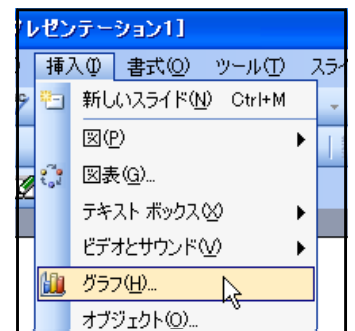 プレゼンテーション1]
挿入(I) 書式(O) ツール(T) スライ
新しいスライド(N) Ctrl+M
図(P)
図表(G)...
テキスト ボックス(X)
ビデオとサウンド(V)
グラフ(H)...
オブジェクト(O)...